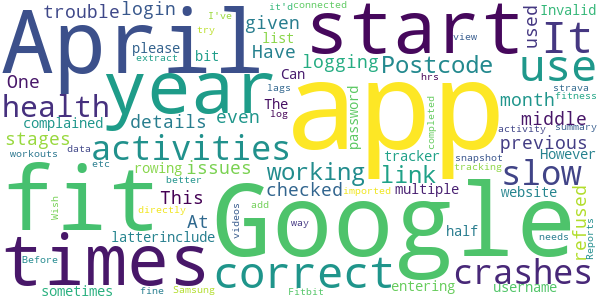 April start It
trouble login given bit Have list logging Postcode used Invalid
please try I've it'd connected view
extract Can lags hrs strava
One The log fitness
health year app use month middle
complained details even password completed tracker activity summary
stages activities issues link snapshot previous
workouts data rowing working tracking However
etc better This checked multiple website
fit Google slow
imported add videos At half refused Reports
Wish directly latter include way needs
times correct entering crashes
Before sometimes fine Samsung Fitbit username